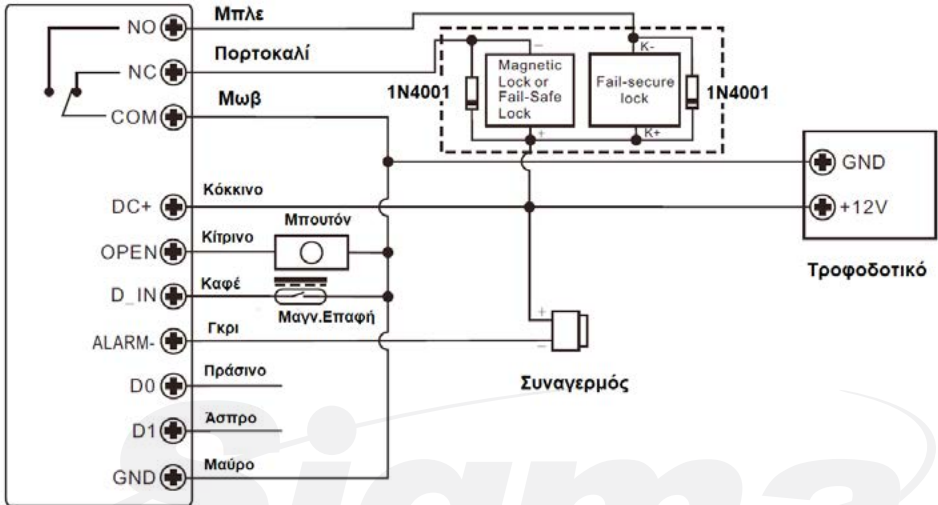 NO Μπλε
NC Πορτοκαλί
COM Μωβ
DC+ Κόκκινο
OPEN Κίτρινο
D_IN Καφέ
ALARM- Γκρι
D0 Πράσινο
D1 Άσπρο
GND Μαύρο
Μπουτόν
Μαγν.Επαφή
1N4001
−
Magnetic
Lock or
Fail-Safe
Lock
+
K-
Fail-secure
lock
K+
1N4001
GND
+12V
Τροφοδοτικό
+
−
Συναγερμός
Sigma